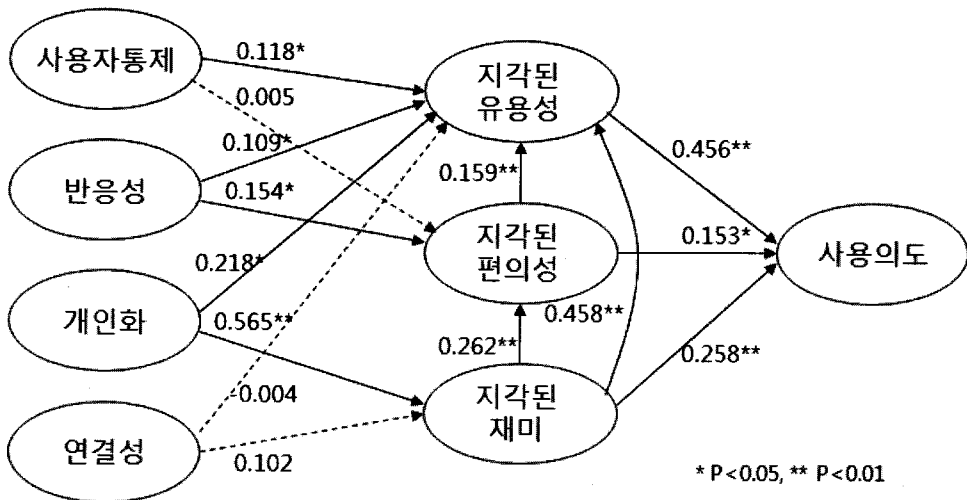 사용자통제
0.118*
지각된
유용성
0.005
0.109*
0.456**
0.159**
반응성
0.154*
지각된
편의성
0.153*
사용의도
0.218*
개인화
0.565**
0.458**
0.262**
0.258**
-0.004
지각된
재미
연결성
0.102
* P<0.05, ** P<0.01